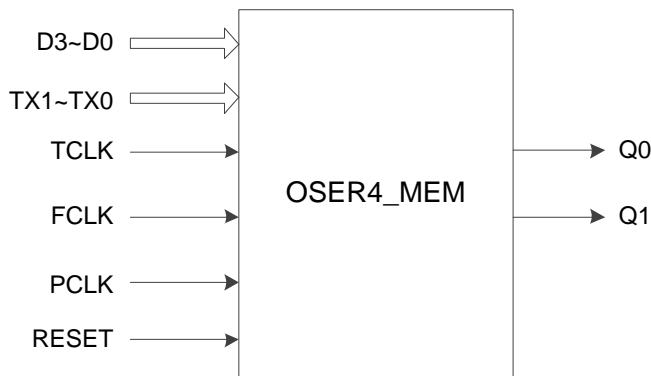 D3~D0
TX1~TX0
TCLK
FCLK
PCLK
RESET
OSER4_MEM
Q0
Q1